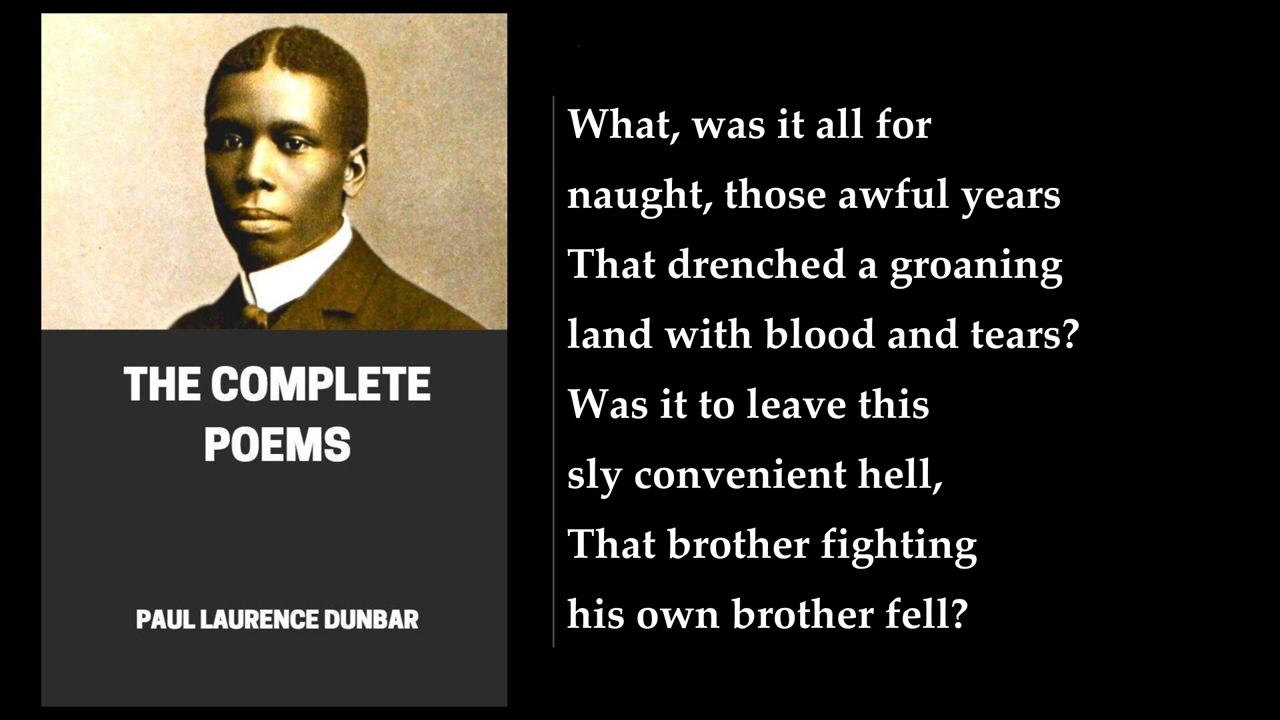 THE COMPLETE
POEMS
PAUL LAURENCE DUNBAR
What, was it all for
naught, those awful years
That drenched a groaning
land with blood and tears?
Was it to leave this
sly convenient hell,
That brother fighting
his own brother fell?